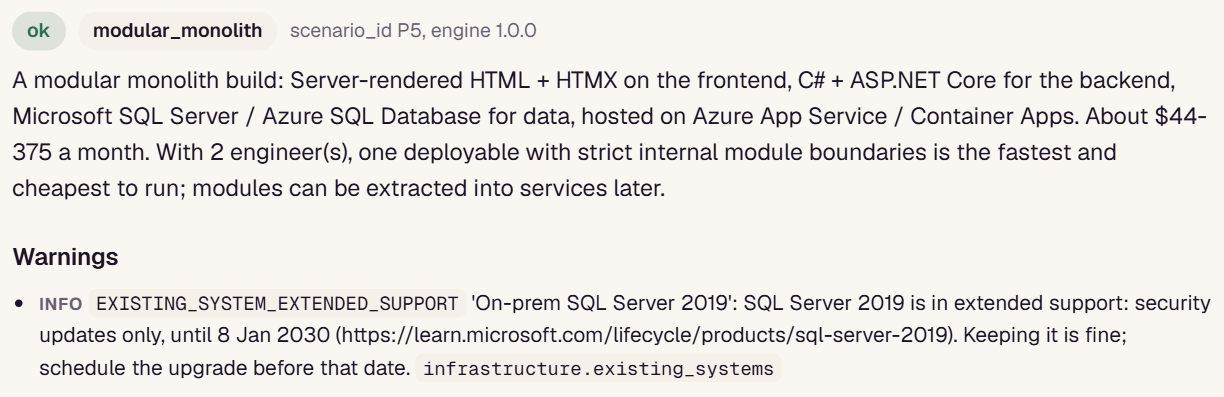 ok modular_monolith scenario_id P5, engine 1.0.0
A modular monolith build: Server-rendered HTML + HTMX on the frontend, C# + ASP.NET Core for the backend,
Microsoft SQL Server / Azure SQL Database for data, hosted on Azure App Service / Container Apps. About $44-
375 a month. With 2 engineer(s), one deployable with strict internal module boundaries is the fastest and
cheapest to run; modules can be extracted into services later.
Warnings
• INFO EXISTING_SYSTEM_EXTENDED_SUPPORT 'On-prem SQL Server 2019': SQL Server 2019 is in extended support: security
updates only, until 8 Jan 2030 (https://learn.microsoft.com/lifecycle/products/sql-server-2019). Keeping it is fine;
schedule the upgrade before that date. infrastructure.existing_systems